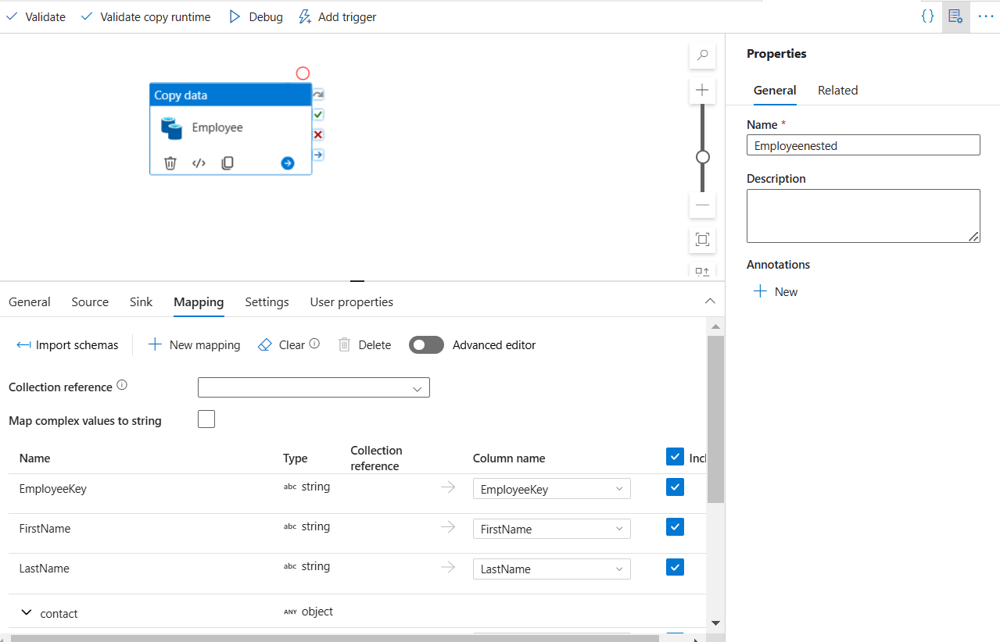 Validate Validate copy runtime Debug Add trigger {}
Properties
General Related
Name *
Employeenested
Description
Annotations
New
Copy data
Employee
General Source Sink Mapping Settings User properties
Import schemas New mapping Clear Delete Advanced editor
Collection reference
Map complex values to string
Name Type Collection reference Column name Incl
EmployeeKey abc string EmployeeKey
FirstName abc string FirstName
LastName abc string LastName
contact ANY object